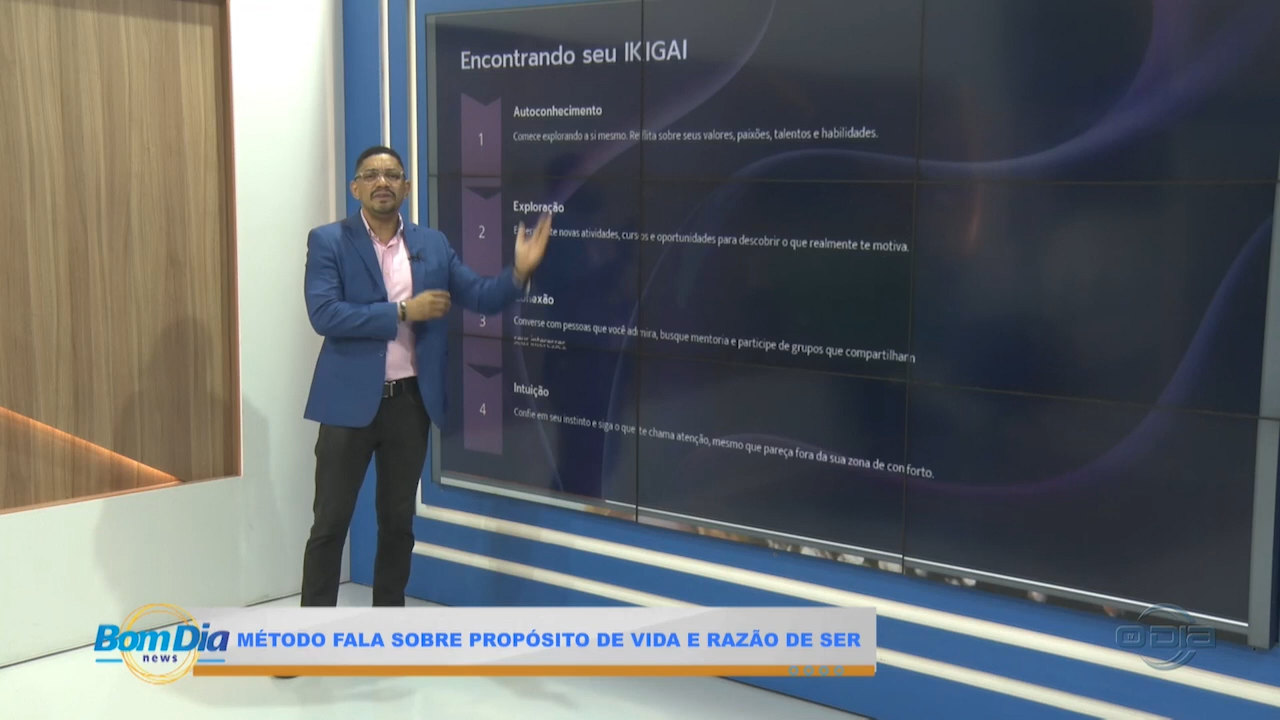 Encontrando seu IKIGAI
1
Autoconhecimento
Comece explorando a si mesmo. Reflita sobre seus valores, paixões, talentos e habilidades.
2
Exploração
novas atividades, cursos e oportunidades para descobrir o que realmente te motiva.
3
Converse com pessoas que você admira, busque mentoria e participe de grupos que compartilham
seus interesses.
4
Intuição
Confie em seu instinto e siga o que te chama atenção, mesmo que pareça fora da sua zona de conforto.
BomDia
news
MÉTODO FALA SOBRE PROPÓSITO DE VIDA E RAZÃO DE SER
O DIA